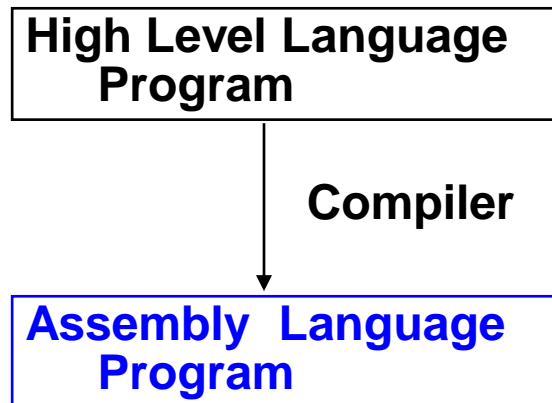 High Level Language
Program
Compiler
Assembly Language
Program